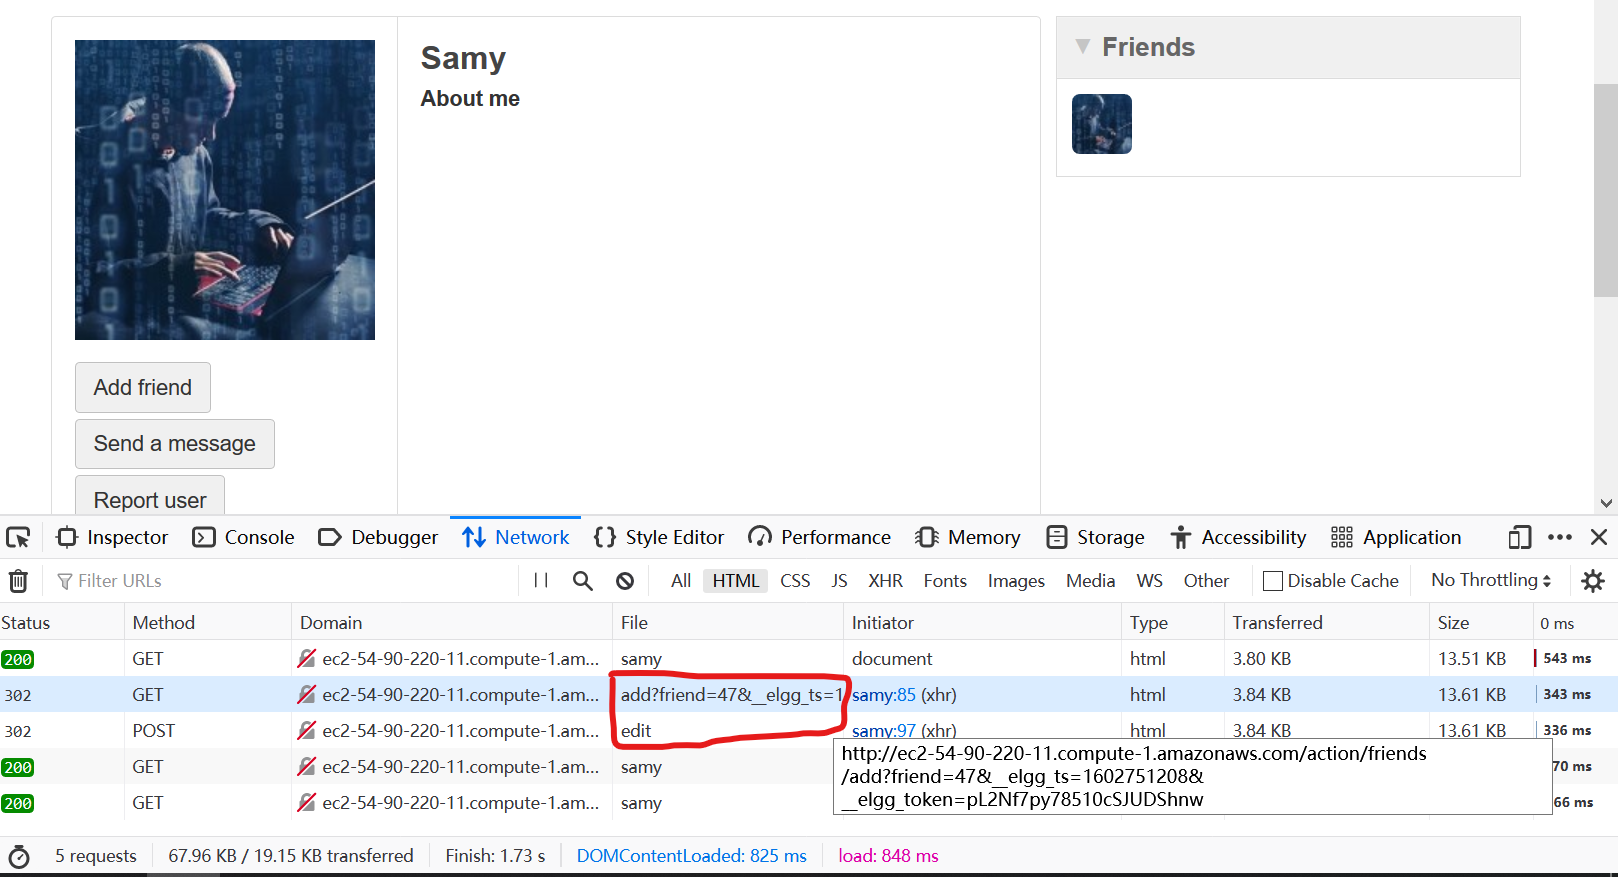 Samy
About me
Friends
Add friend
Send a message
Report user
Inspector Console Debugger Network Style Editor Performance Memory Storage Accessibility Application
Filter URLs All HTML CSS JS XHR Fonts Images Media WS Other Disable Cache No Throttling
Status Method Domain File Initiator Type Transferred Size 0 ms
200 GET ec2-54-90-220-11.compute-1.am... samy document html 3.80 KB 13.51 KB 543 ms
302 GET ec2-54-90-220-11.compute-1.am... add?friend=47&__elgg_ts=1 samy:85 (xhr) html 3.84 KB 13.61 KB 343 ms
302 POST ec2-54-90-220-11.compute-1.am... edit samy:97 (xhr) html 3.84 KB 13.61 KB 336 ms
200 GET ec2-54-90-220-11.compute-1.am... samy 70 ms
200 GET ec2-54-90-220-11.compute-1.am... samy 66 ms
http://ec2-54-90-220-11.compute-1.amazonaws.com/action/friends
/add?friend=47&__elgg_ts=1602751208&
__elgg_token=pL2Nf7py78510cSJUDShnw
5 requests 67.96 KB / 19.15 KB transferred Finish: 1.73 s DOMContentLoaded: 825 ms load: 848 ms